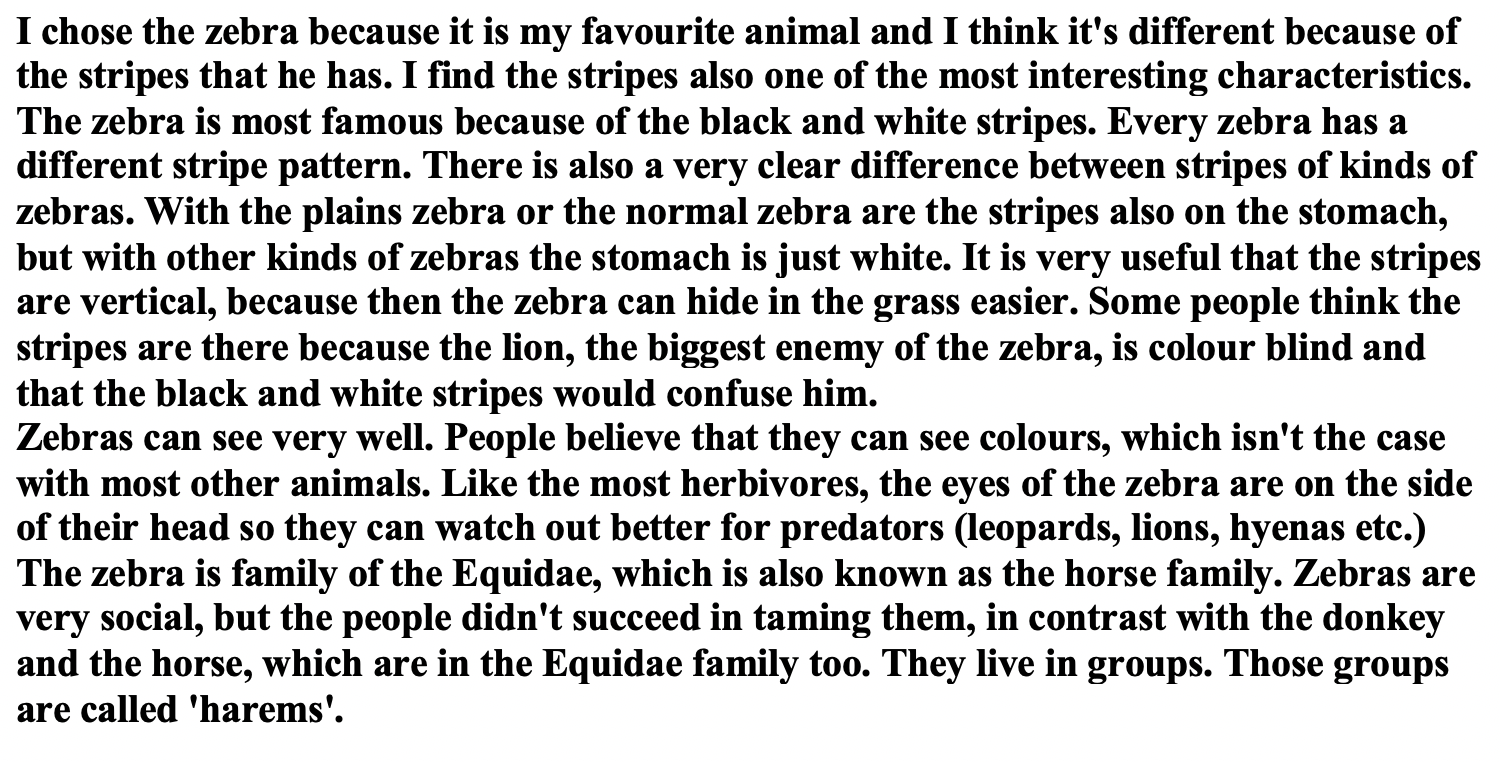 I chose the zebra because it is my favourite animal and I think it's different because of
the stripes that he has. I find the stripes also one of the most interesting characteristics.
The zebra is most famous because of the black and white stripes. Every zebra has a
different stripe pattern. There is also a very clear difference between stripes of kinds of
zebras. With the plains zebra or the normal zebra are the stripes also on the stomach,
but with other kinds of zebras the stomach is just white. It is very useful that the stripes
are vertical, because then the zebra can hide in the grass easier. Some people think the
stripes are there because the lion, the biggest enemy of the zebra, is colour blind and
that the black and white stripes would confuse him.
Zebras can see very well. People believe that they can see colours, which isn't the case
with most other animals. Like the most herbivores, the eyes of the zebra are on the side
of their head so they can watch out better for predators (leopards, lions, hyenas etc.)
The zebra is family of the Equidae, which is also known as the horse family. Zebras are
very social, but the people didn't succeed in taming them, in contrast with the donkey
and the horse, which are in the Equidae family too. They live in groups. Those groups
are called 'harems'.